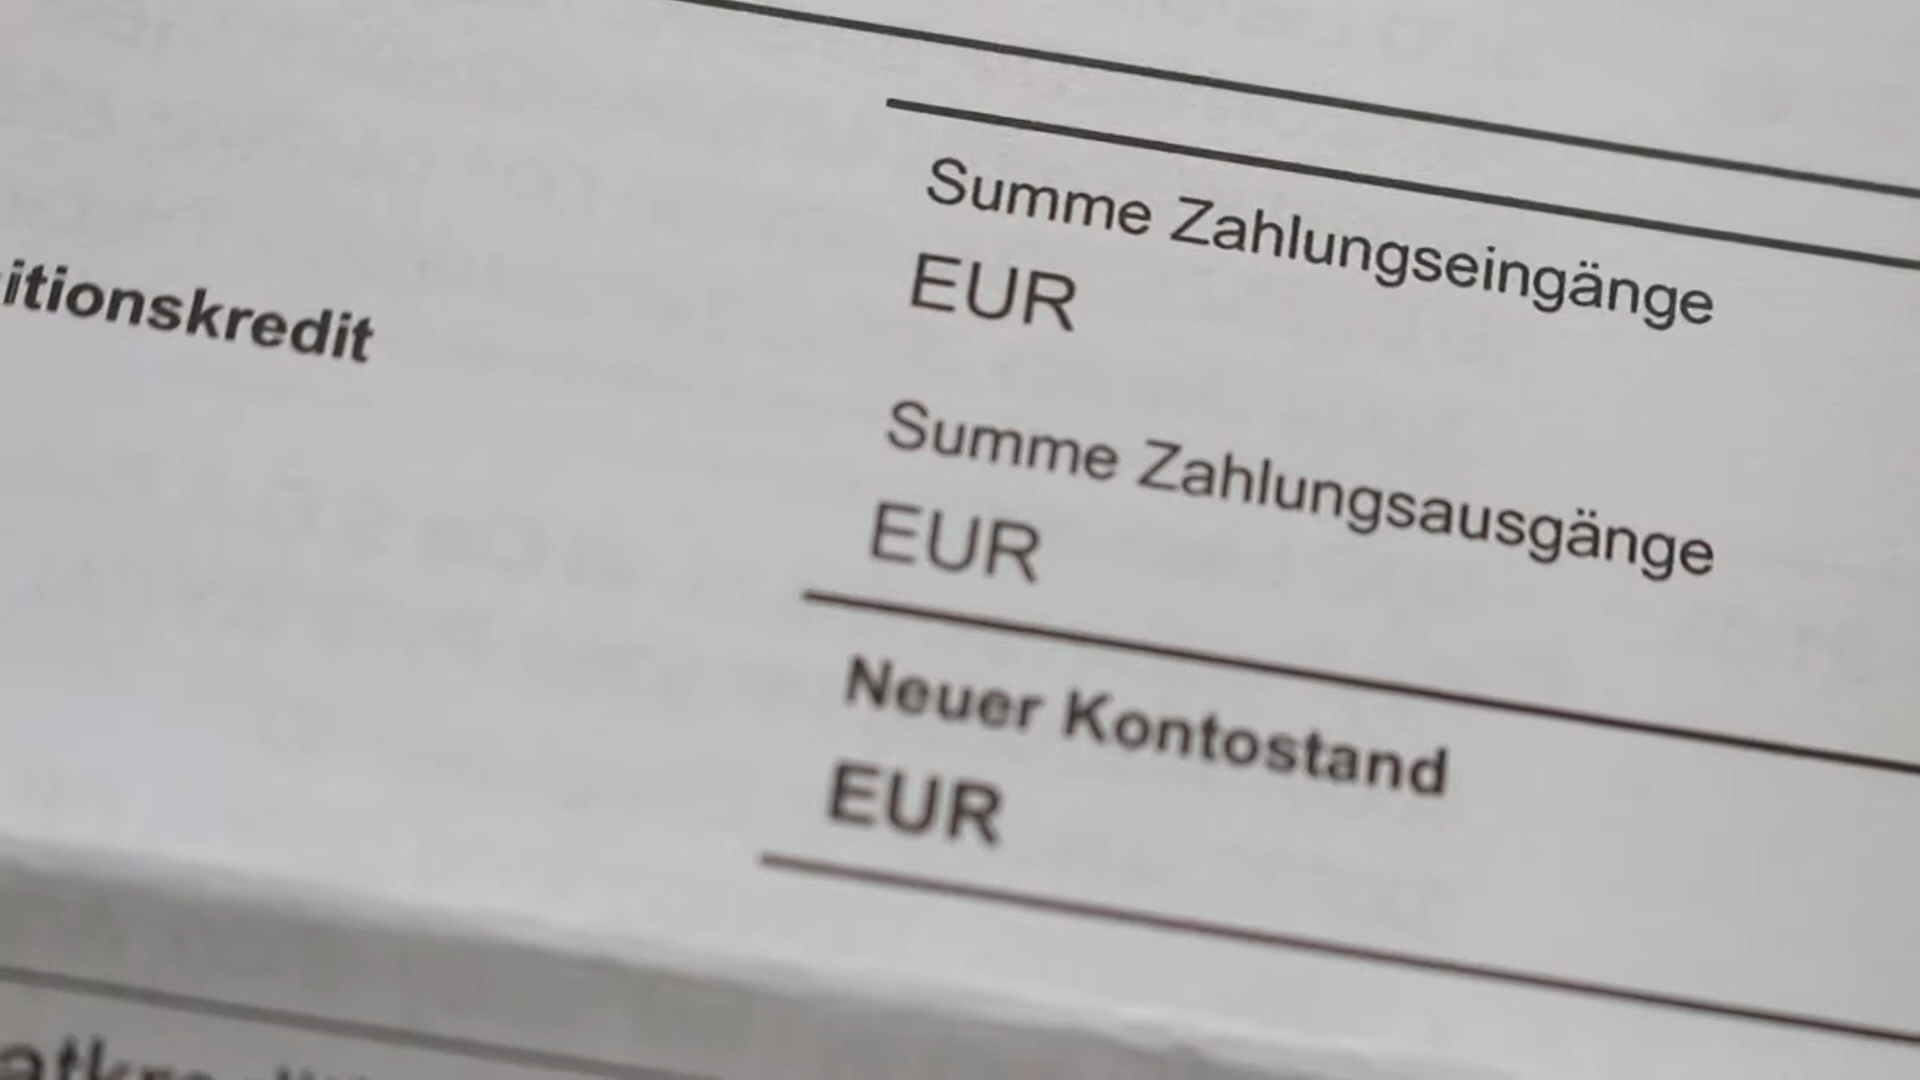 Summe Zahlungseingänge
EUR
itionskredit
Summe Zahlungsausgänge
EUR
Neuer Kontostand
EUR